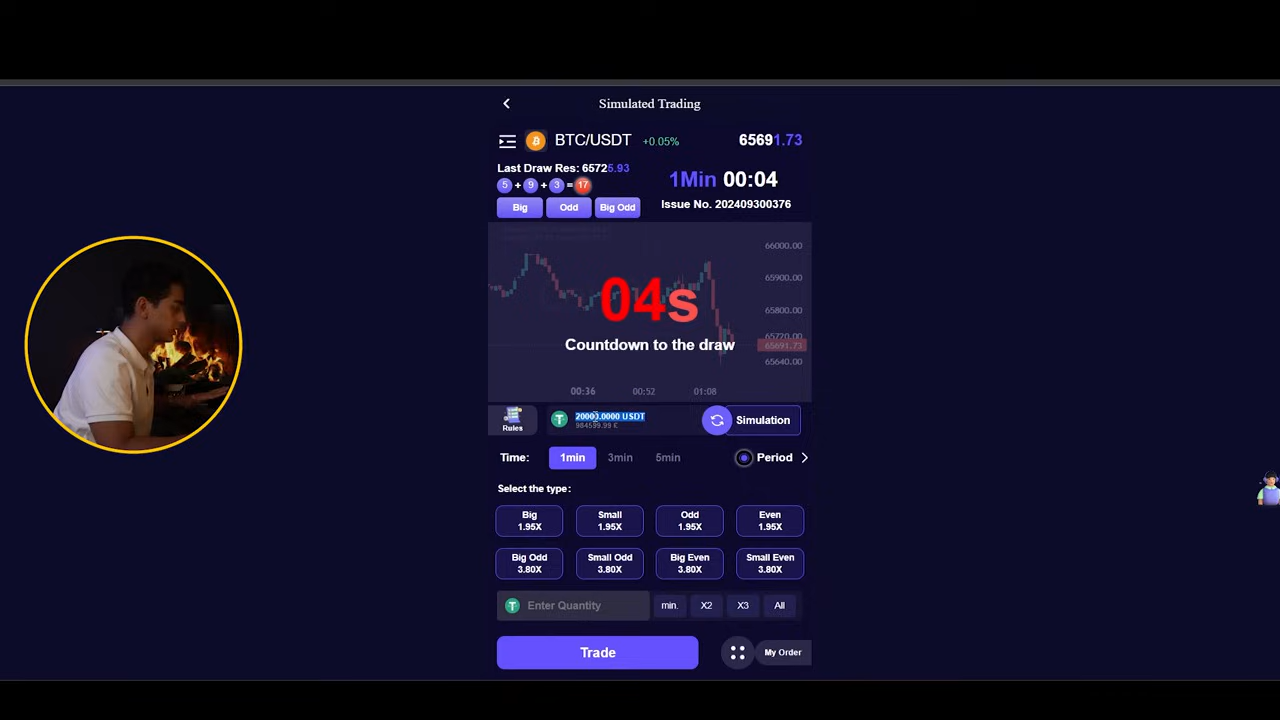 Simulated Trading
BTC/USDT +0.05% 65691.73
Last Draw Res: 65725.93
5 + 9 + 3 = 17
1Min 00:04
Big Odd Big Odd
Issue No. 202409300376
66000.00
65900.00
04s
65800.00
65720.00
Countdown to the draw
65691.73
65640.00
00:36 00:52 01:08
Rules
20000.0000 USDT
Simulation
Time: 1min 3min 5min Period
Select the type:
Big Small Odd Even
1.95X 1.95X 1.95X 1.95X
Big Odd Small Odd Big Even Small Even
3.80X 3.80X 3.80X 3.80X
Enter Quantity min. X2 X3 All
Trade My Order